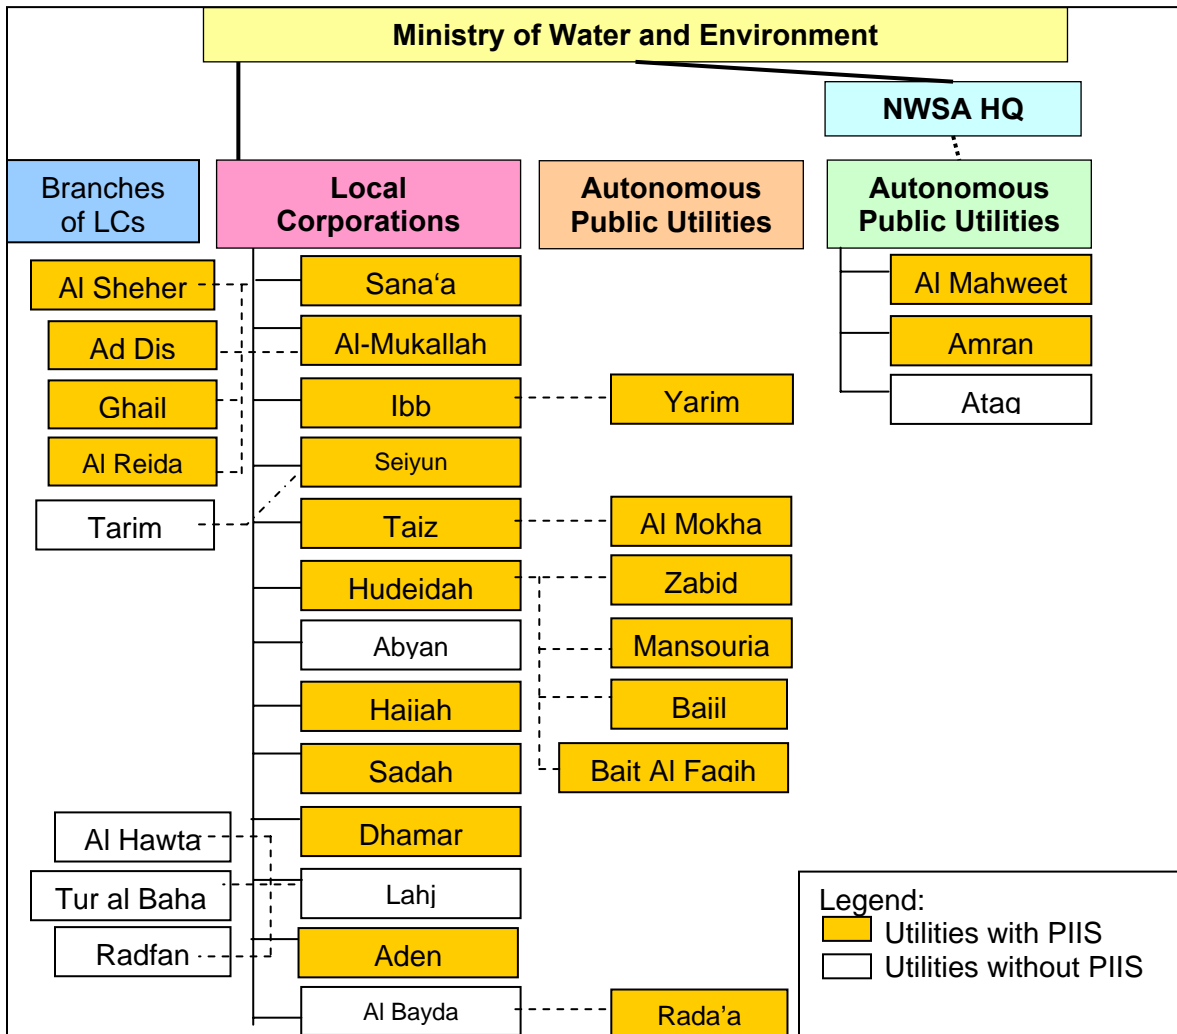 Ministry of Water and Environment
NWSA HQ
Branches
of LCs
Local
Corporations
Autonomous
Public Utilities
Autonomous
Public Utilities
Al Sheher
Sana‘a
Al Mahweet
Ad Dis
Al-Mukallah
Amran
Ghail
Ibb
Yarim
Ataq
Al Reida
Seiyun
Tarim
Taiz
Al Mokha
Hudeidah
Zabid
Abyan
Mansouria
Hajjah
Bajil
Sadah
Bait Al Faqih
Al Hawta
Dhamar
Tur al Baha
Lahj
Radfan
Aden
Al Bayda
Rada’a
Legend:
Utilities with PIIS
Utilities without PIIS